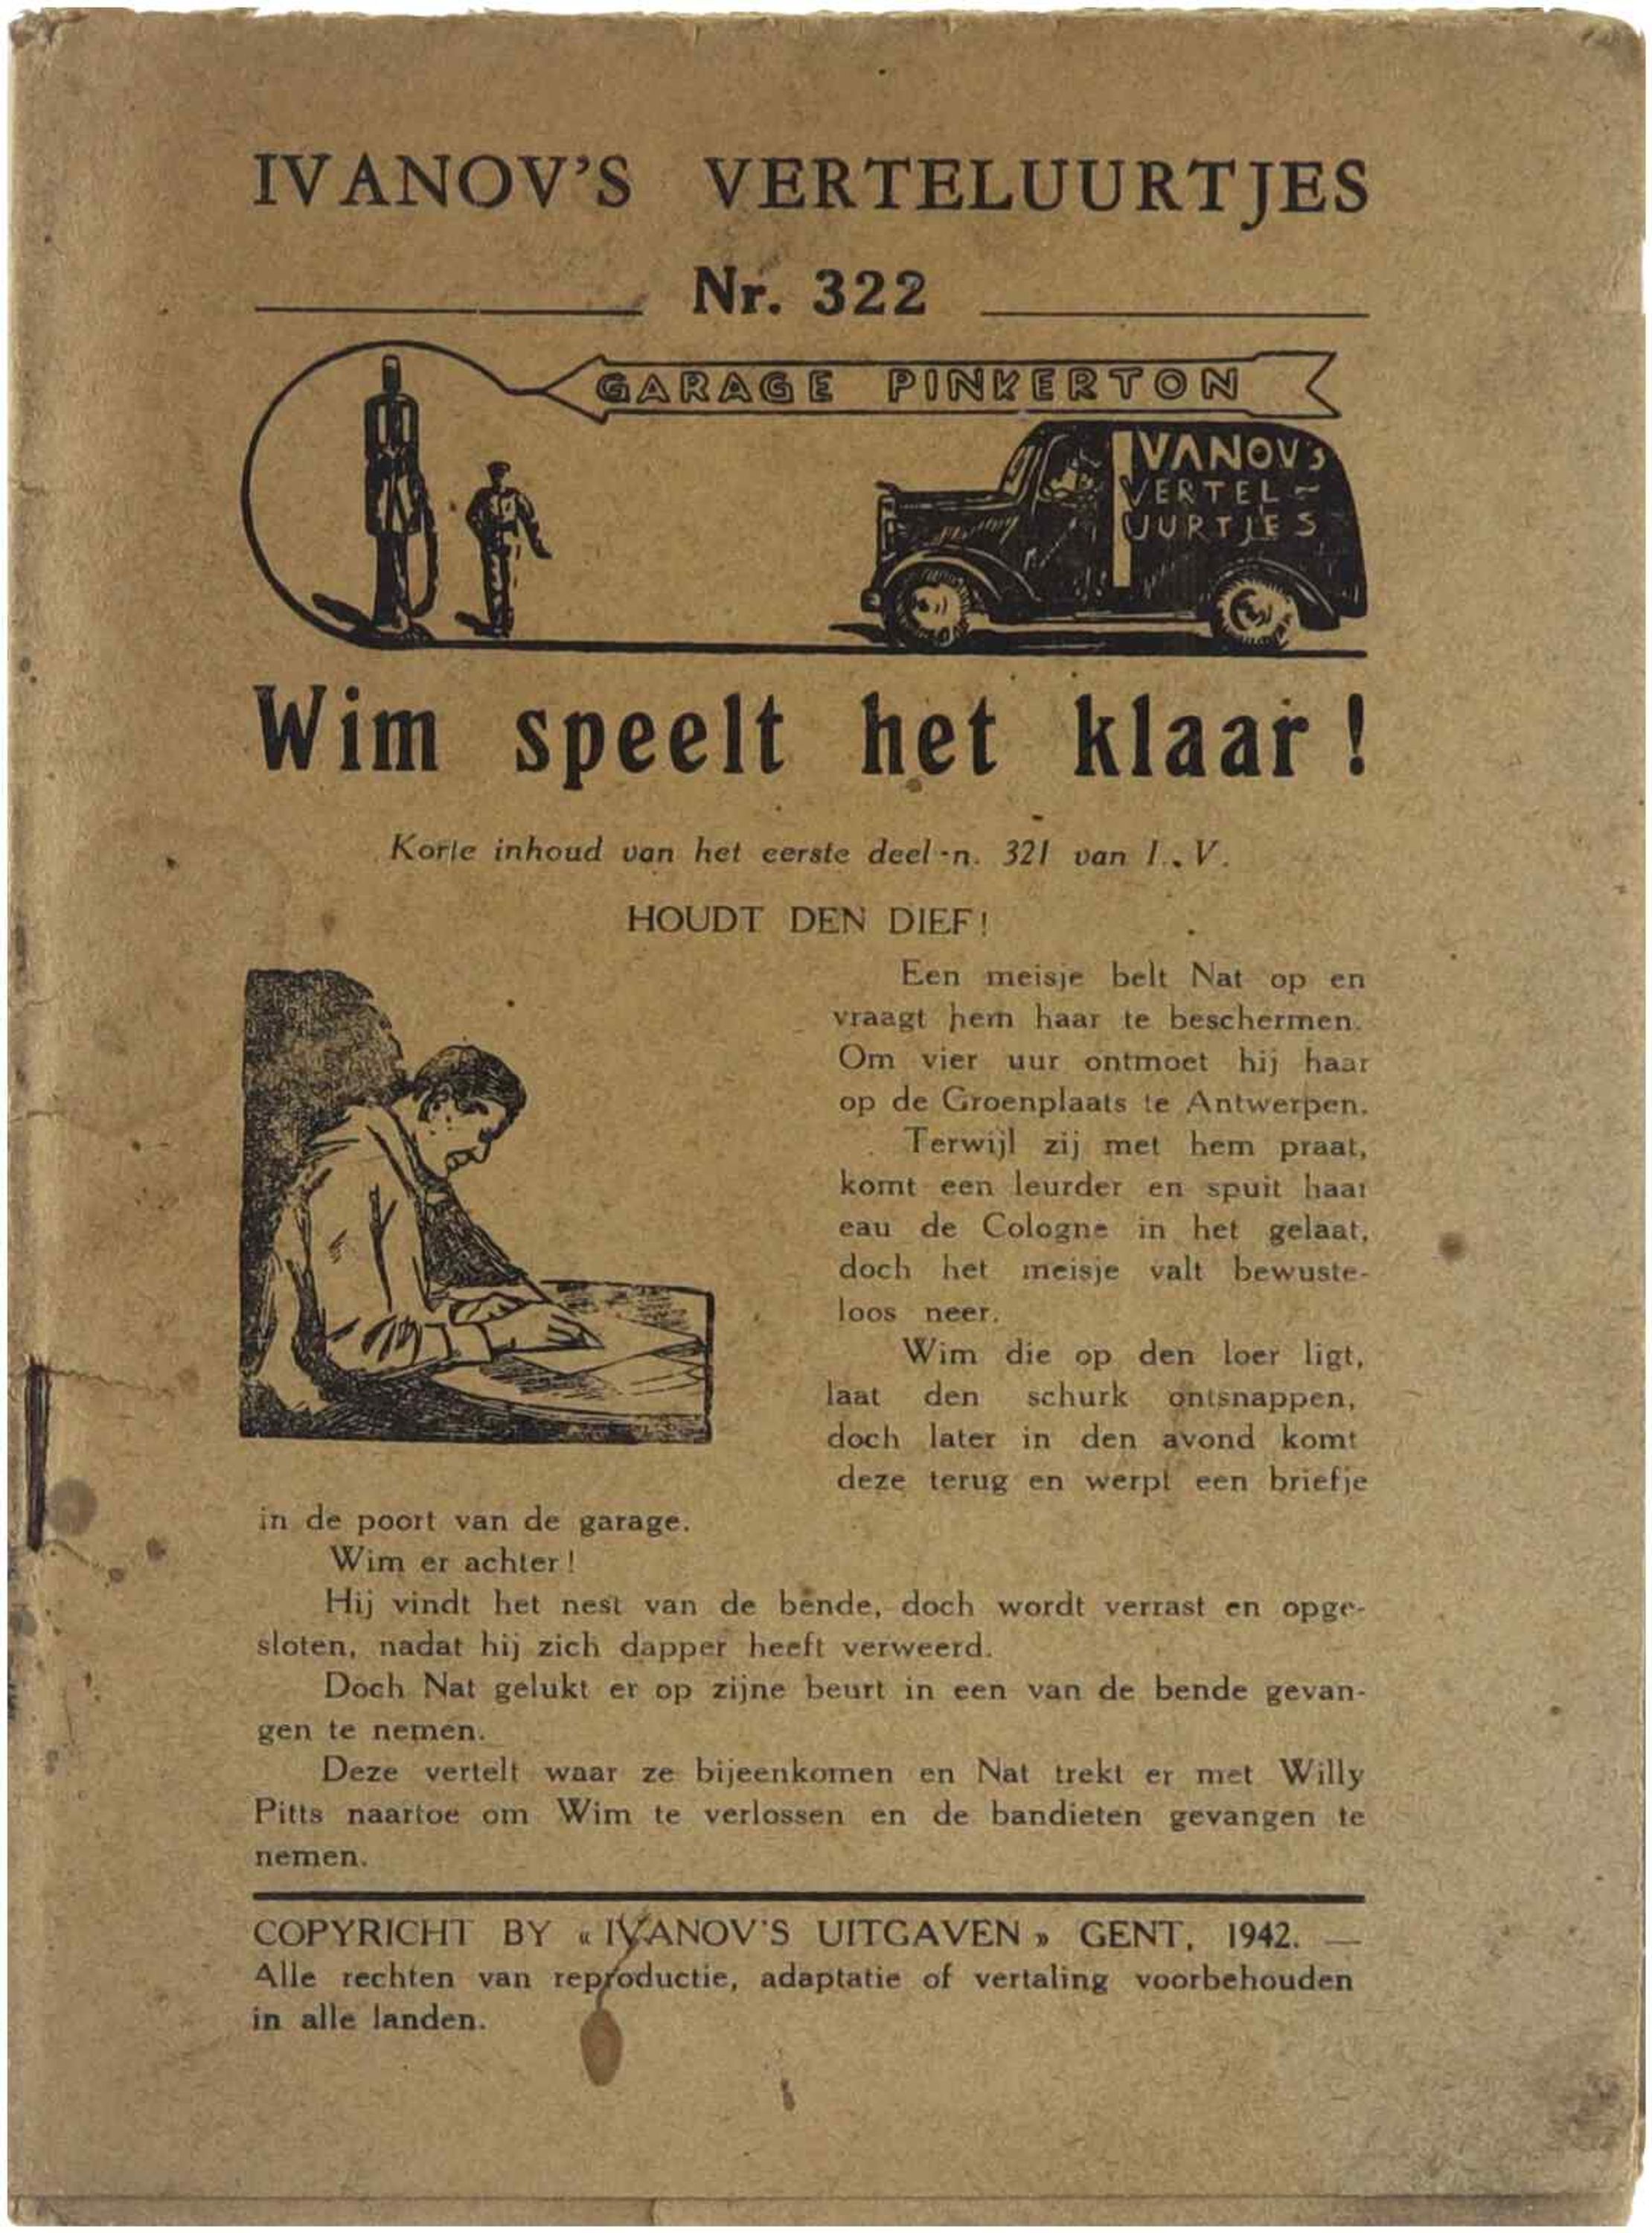 IVANOV'S VERTELUURTJES
Nr. 322
GARAGE PINKERTON
IVANOV'S
VERTEL-
UURTJES
Wim speelt het klaar !
Korte inhoud van het eerste deel - n. 321 van I. V.
HOUDT DEN DIEF!
Een meisje belt Nat op en
vraagt hem haar te beschermen.
Om vier uur ontmoet hij haar
op de Groenplaats te Antwerpen.
Terwijl zij met hem praat,
komt een leurder en spuit haar
eau de Cologne in het gelaat,
doch het meisje valt bewuste-
loos neer.
Wim die op den loer ligt,
laat den schurk ontsnappen,
doch later in den avond komt
deze terug en werpt een briefje
in de poort van de garage.
Wim er achter !
Hij vindt het nest van de bende, doch wordt verrast en opge-
sloten, nadat hij zich dapper heeft verweerd.
Doch Nat gelukt er op zijne beurt in een van de bende gevan-
gen te nemen.
Deze vertelt waar ze bijeenkomen en Nat trekt er met Willy
Pitts naartoe om Wim te verlossen en de bandieten gevangen te
nemen.
COPYRICHT BY « IVANOV'S UITGAVEN » GENT, 1942. —
Alle rechten van reproductie, adaptatie of vertaling voorbehouden
in alle landen.